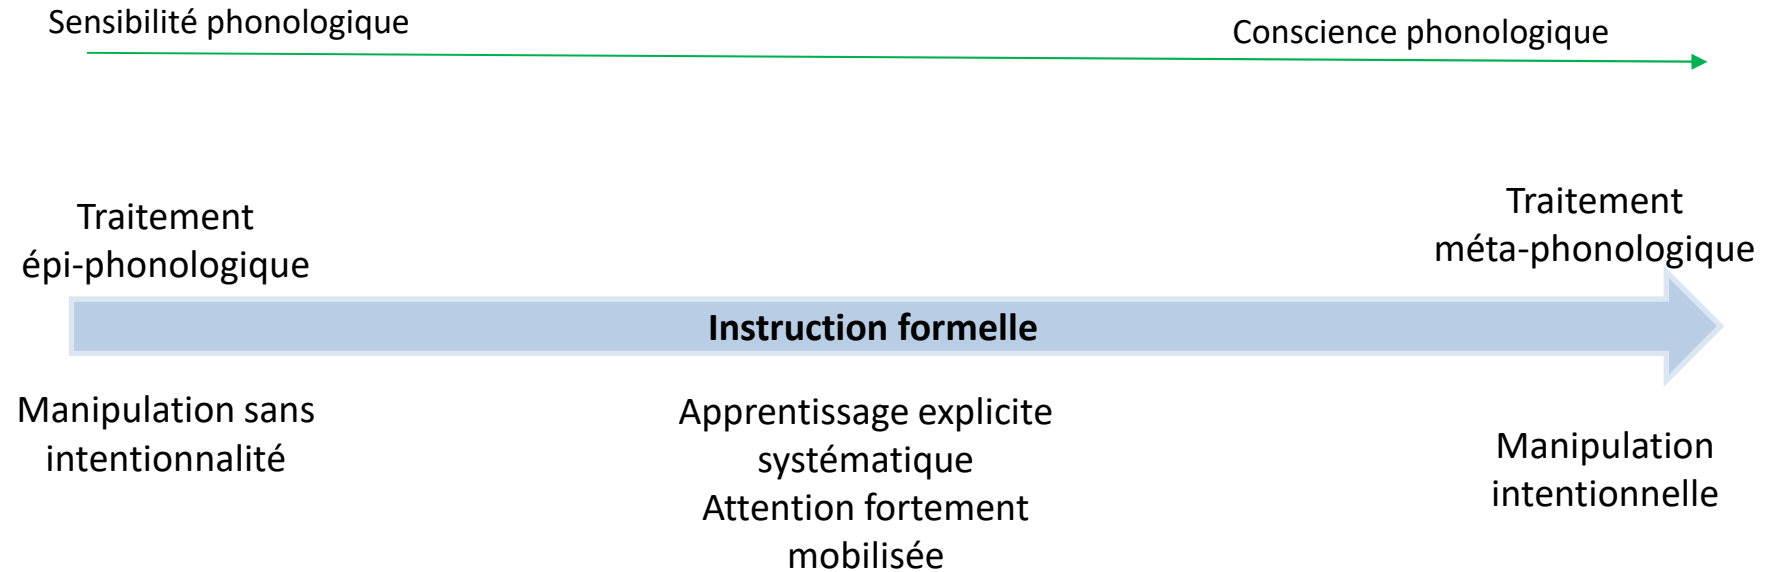 Sensibilité phonologique
Conscience phonologique
Traitement
épi-phonologique
Traitement
méta-phonologique
Instruction formelle
Manipulation sans
intentionnalité
Apprentissage explicite
systématique
Attention fortement
mobilisée
Manipulation
intentionnelle